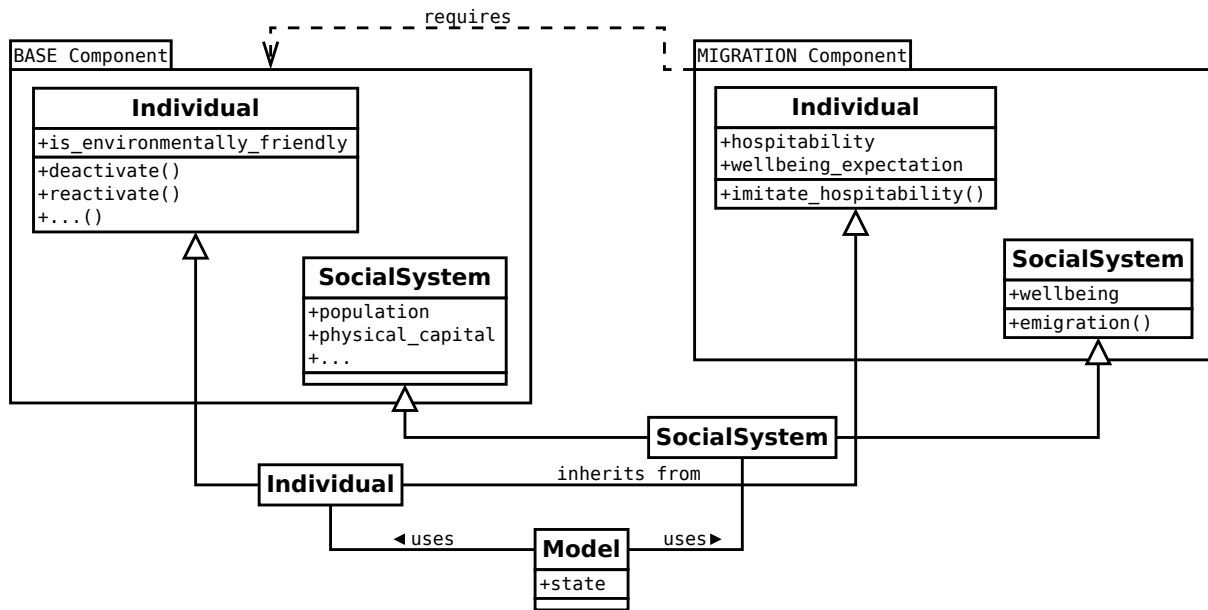 requires
BASE Component
Individual
+is_environmentally_friendly
+deactivate()
+reactivate()
+...()
SocialSystem
+population
+physical_capital
+...
MIGRATION Component
Individual
+hospitability
+wellbeing_expectation
+imitate_hospitability()
SocialSystem
+wellbeing
+emigration()
SocialSystem
Individual
inherits from
◄ uses
uses►
Model
+state